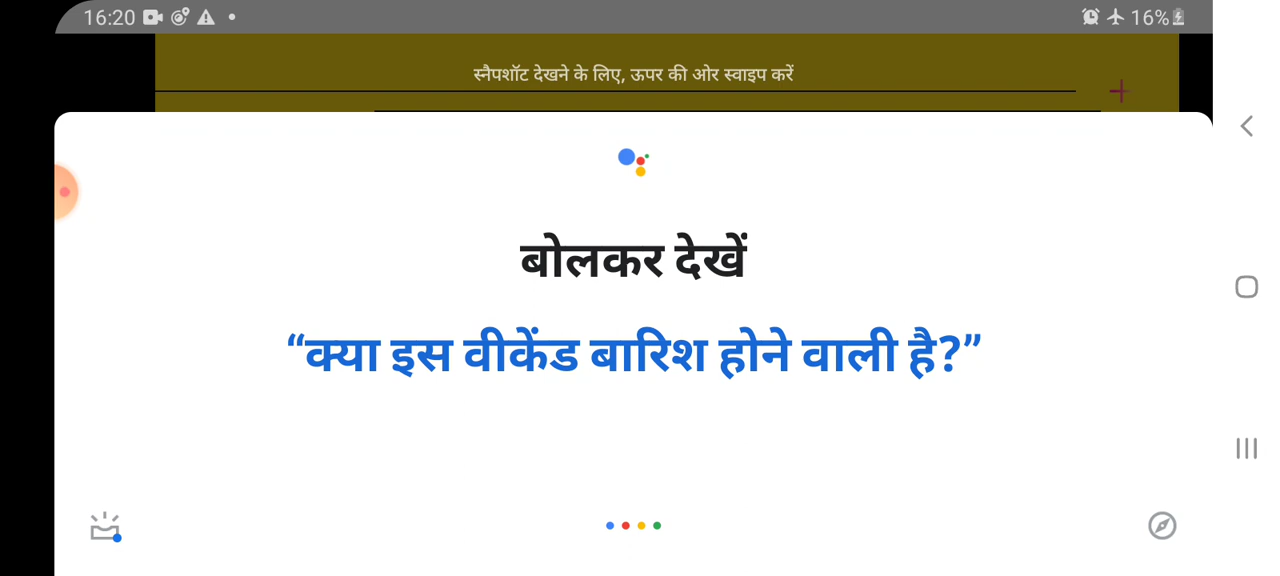 16:20
16%
स्नैपशॉट देखने के लिए, ऊपर की ओर स्वाइप करें
बोलकर देखें
“क्या इस वीकेंड बारिश होने वाली है?”